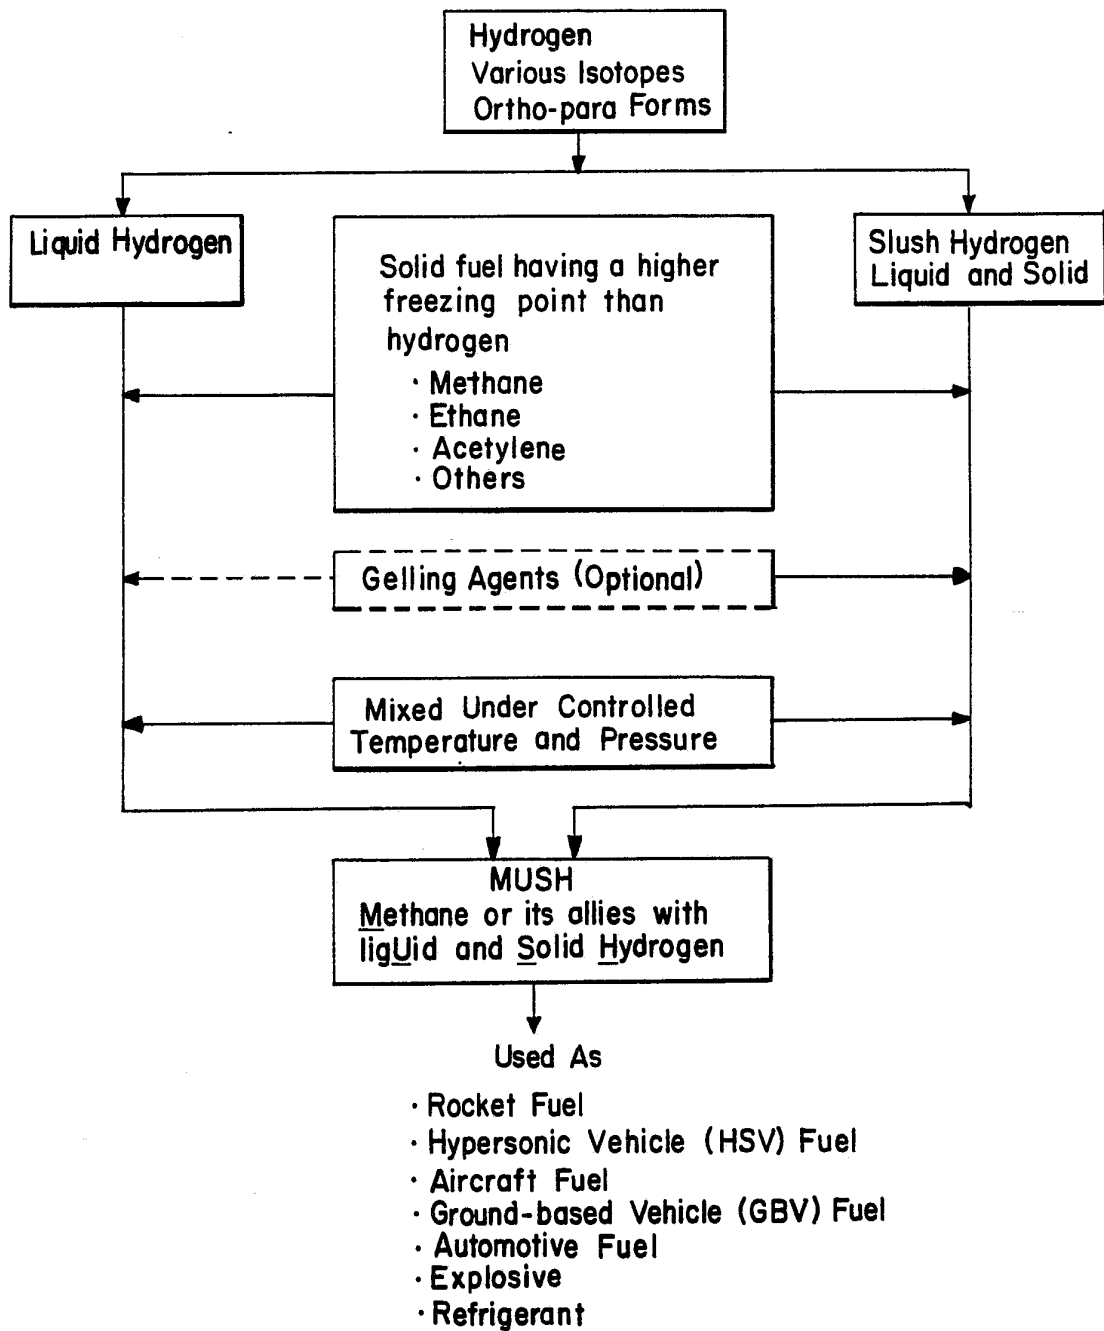 Hydrogen
Various Isotopes
Ortho-para Forms
Liquid Hydrogen
Solid fuel having a higher
freezing point than
hydrogen
· Methane
· Ethane
· Acetylene
· Others
Slush Hydrogen
Liquid and Solid
Gelling Agents (Optional)
Mixed Under Controlled
Temperature and Pressure
MUSH
Methane or its allies with
ligUid and Solid Hydrogen
Used As
· Rocket Fuel
· Hypersonic Vehicle (HSV) Fuel
· Aircraft Fuel
· Ground-based Vehicle (GBV) Fuel
· Automotive Fuel
· Explosive
· Refrigerant